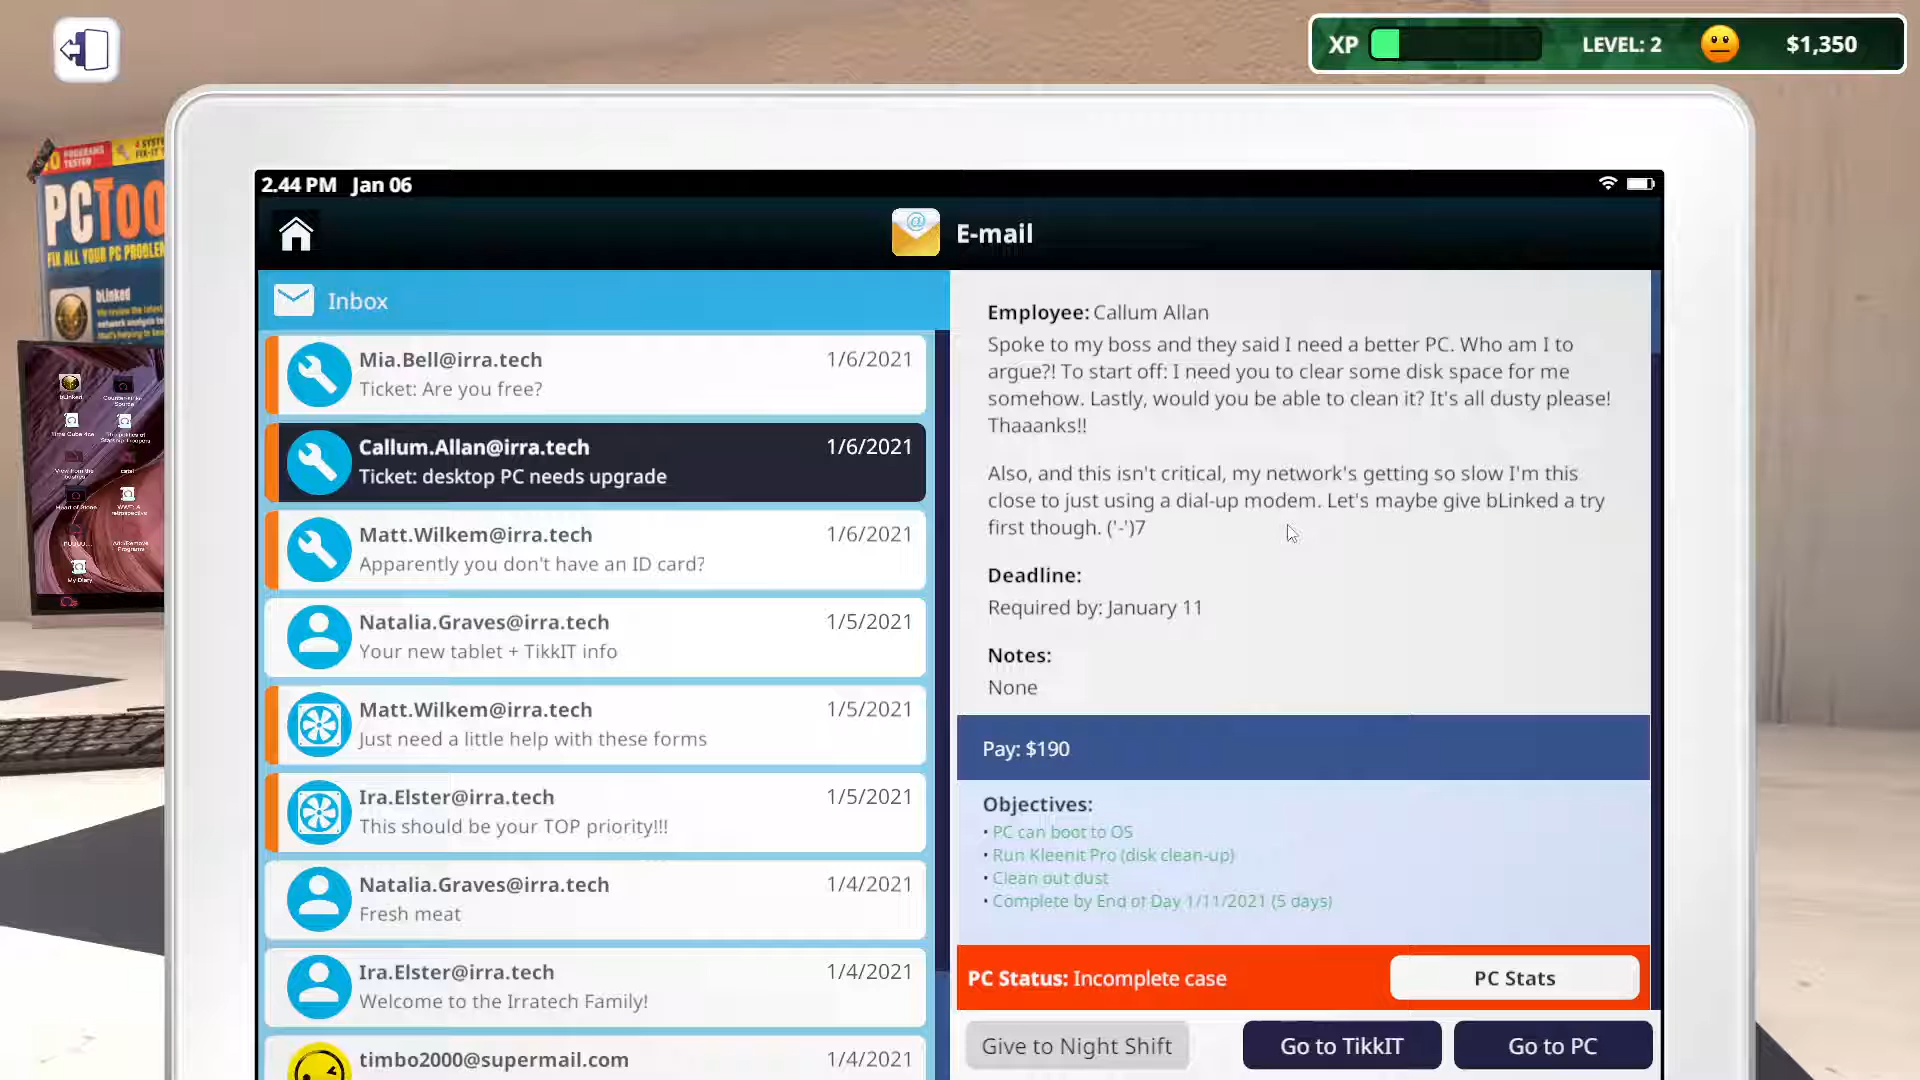 XP
LEVEL: 2
$1,350
PROGRAMS
TESTED
PCTOO
FIX ALL YOUR PC PROBLEM
bLinked
2.44 PM Jan 06
E-mail
Inbox
Mia.Bell@irra.tech 1/6/2021
Ticket: Are you free?
Callum.Allan@irra.tech 1/6/2021
Ticket: desktop PC needs upgrade
Matt.Wilkem@irra.tech 1/6/2021
Apparently you don't have an ID card?
Natalia.Graves@irra.tech 1/5/2021
Your new tablet + TikkIT info
Matt.Wilkem@irra.tech 1/5/2021
Just need a little help with these forms
Ira.Elster@irra.tech 1/5/2021
This should be your TOP priority!!!
Natalia.Graves@irra.tech 1/4/2021
Fresh meat
Ira.Elster@irra.tech 1/4/2021
Welcome to the Irratech Family!
timbo2000@supermail.com 1/4/2021
Employee: Callum Allan
Spoke to my boss and they said I need a better PC. Who am I to
argue?! To start off: I need you to clear some disk space for me
somehow. Lastly, would you be able to clean it? It's all dusty please!
Thaaanks!!
Also, and this isn't critical, my network's getting so slow I'm this
close to just using a dial-up modem. Let's maybe give bLinked a try
first though. ('-')7
Deadline:
Required by: January 11
Notes:
None
Pay: $190
Objectives:
• PC can boot to OS
• Run Kleenit Pro (disk clean-up)
• Clean out dust
• Complete by End of Day 1/11/2021 (5 days)
PC Status: Incomplete case
PC Stats
Give to Night Shift
Go to TikkIT
Go to PC
bLinked
My Diary